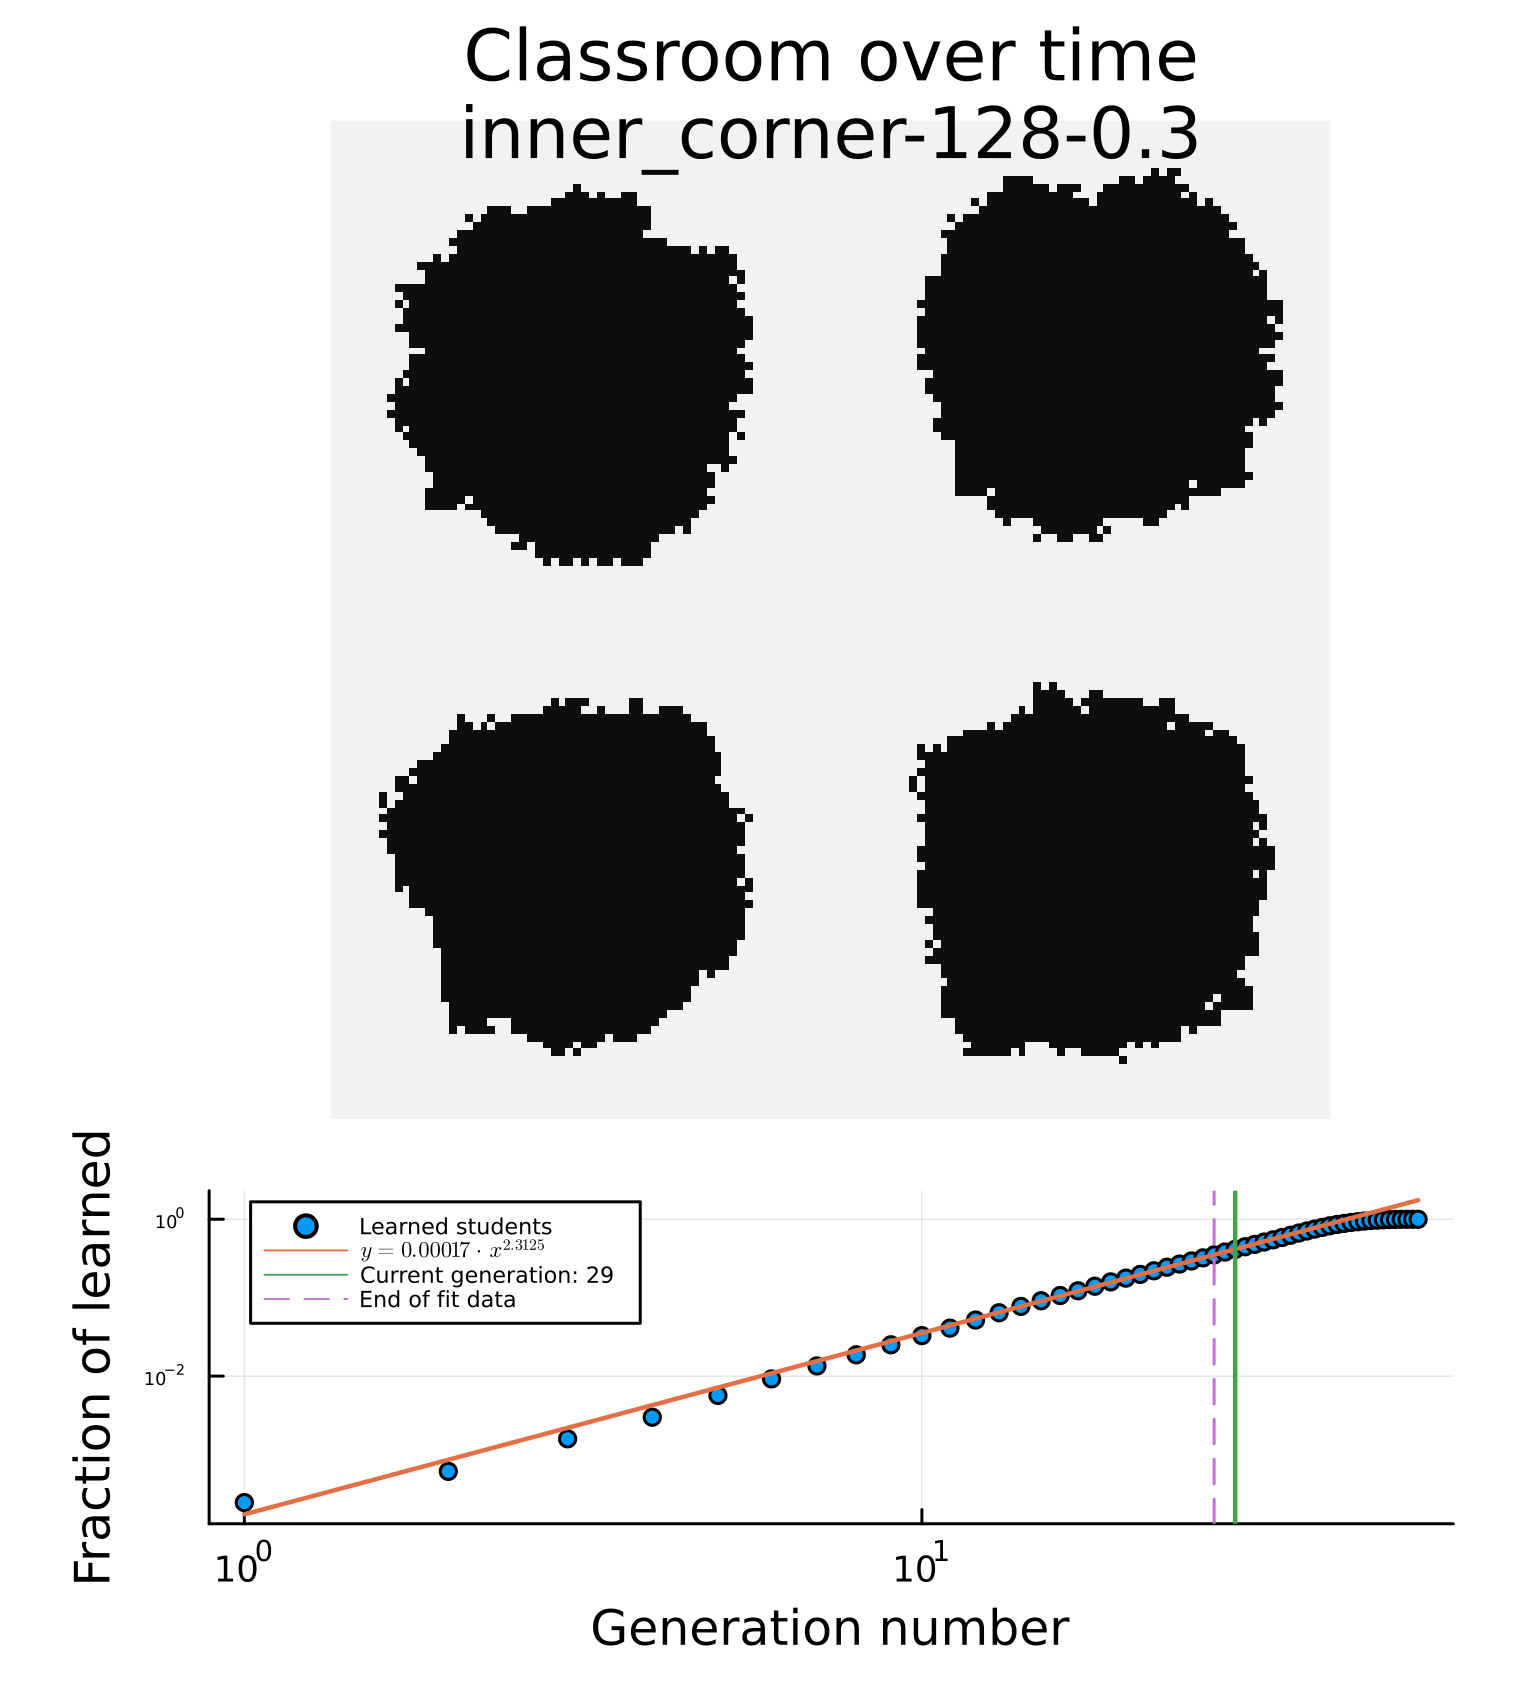 Classroom over time
inner_corner-128-0.3
Fraction of learned
10^0
10^-2
Learned students
y = 0.00017 · x^2.3125
Current generation: 29
End of fit data
10^0
10^1
Generation number